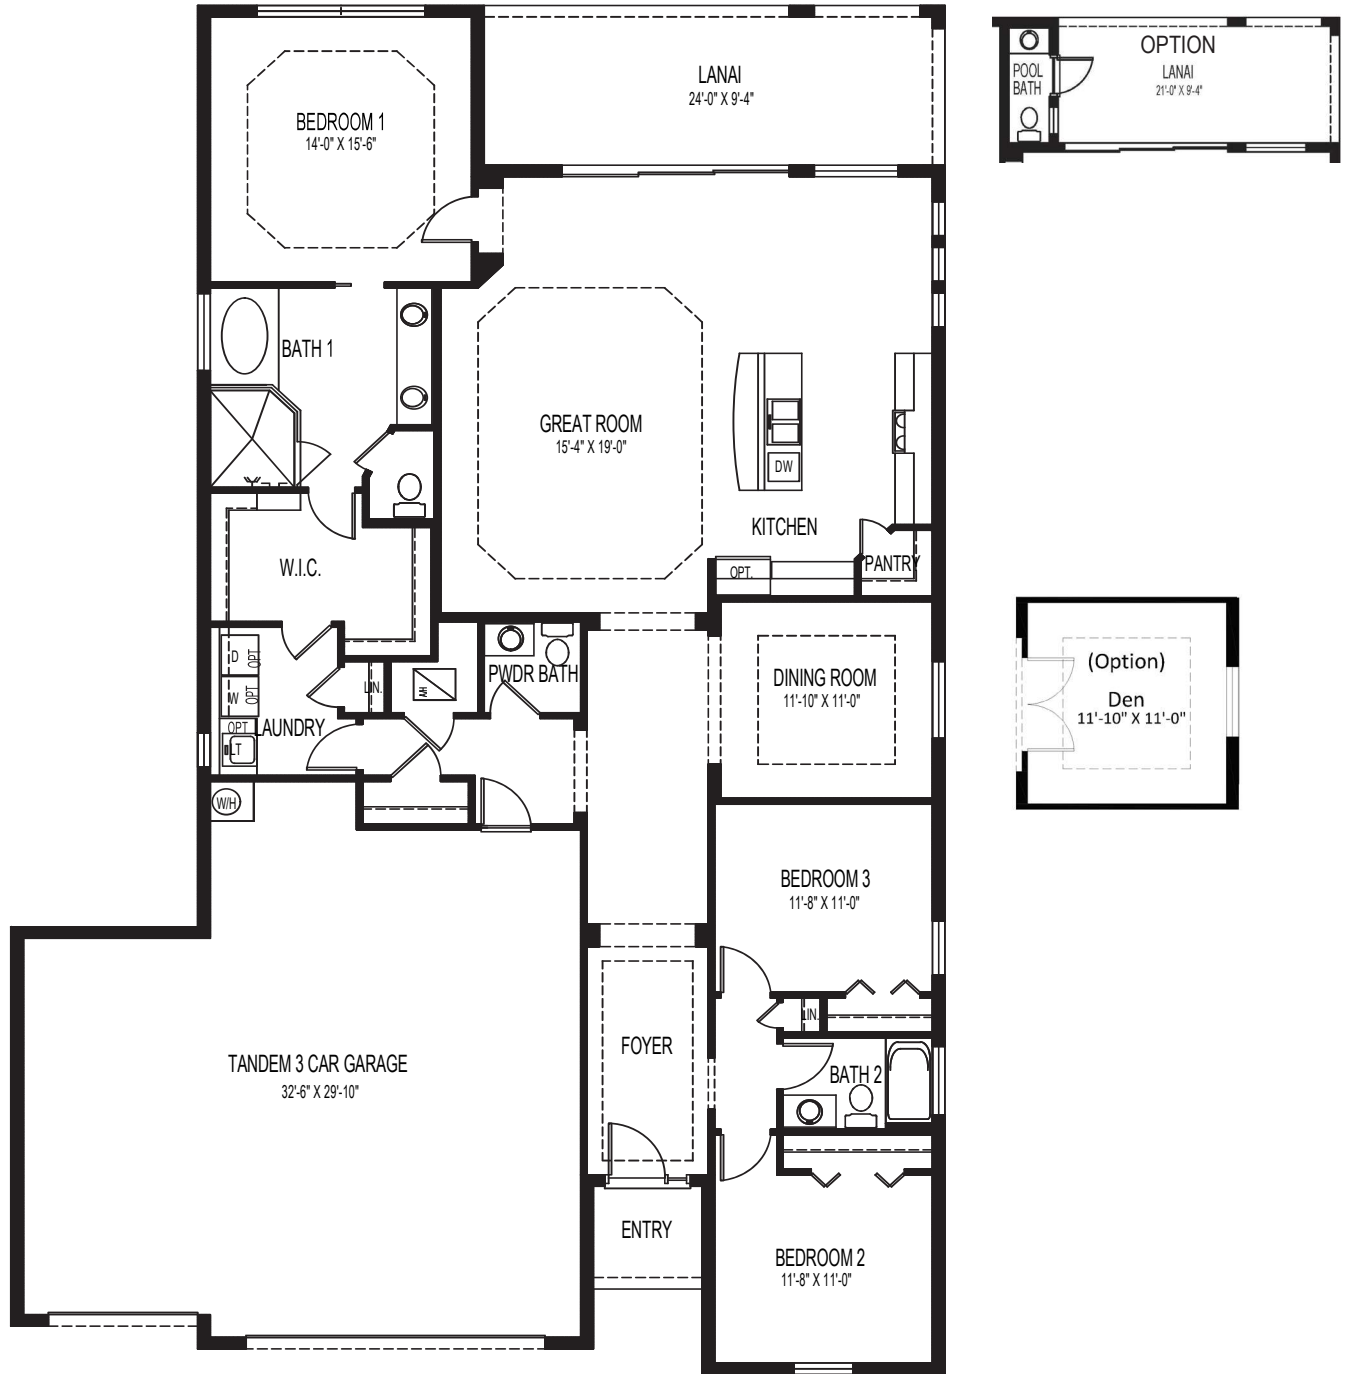 LANAI
24'-0" X 9'-4"
OPTION
LANAI
21'-0" X 9'-4"
POOL
BATH
BEDROOM 1
14'-0" X 15'-6"
BATH 1
GREAT ROOM
15'-4" X 19'-0"
DW
KITCHEN
OPT.
PANTRY
W.I.C.
D
OPT
W
OPT
OPT
LT
LAUNDRY
LIN.
AH
PWDR BATH
DINING ROOM
11'-10" X 11'-0"
(Option)
Den
11'-10" X 11'-0"
W/H
BEDROOM 3
11'-8" X 11'-0"
LIN.
FOYER
BATH 2
TANDEM 3 CAR GARAGE
32'-6" X 29'-10"
ENTRY
BEDROOM 2
11'-8" X 11'-0"